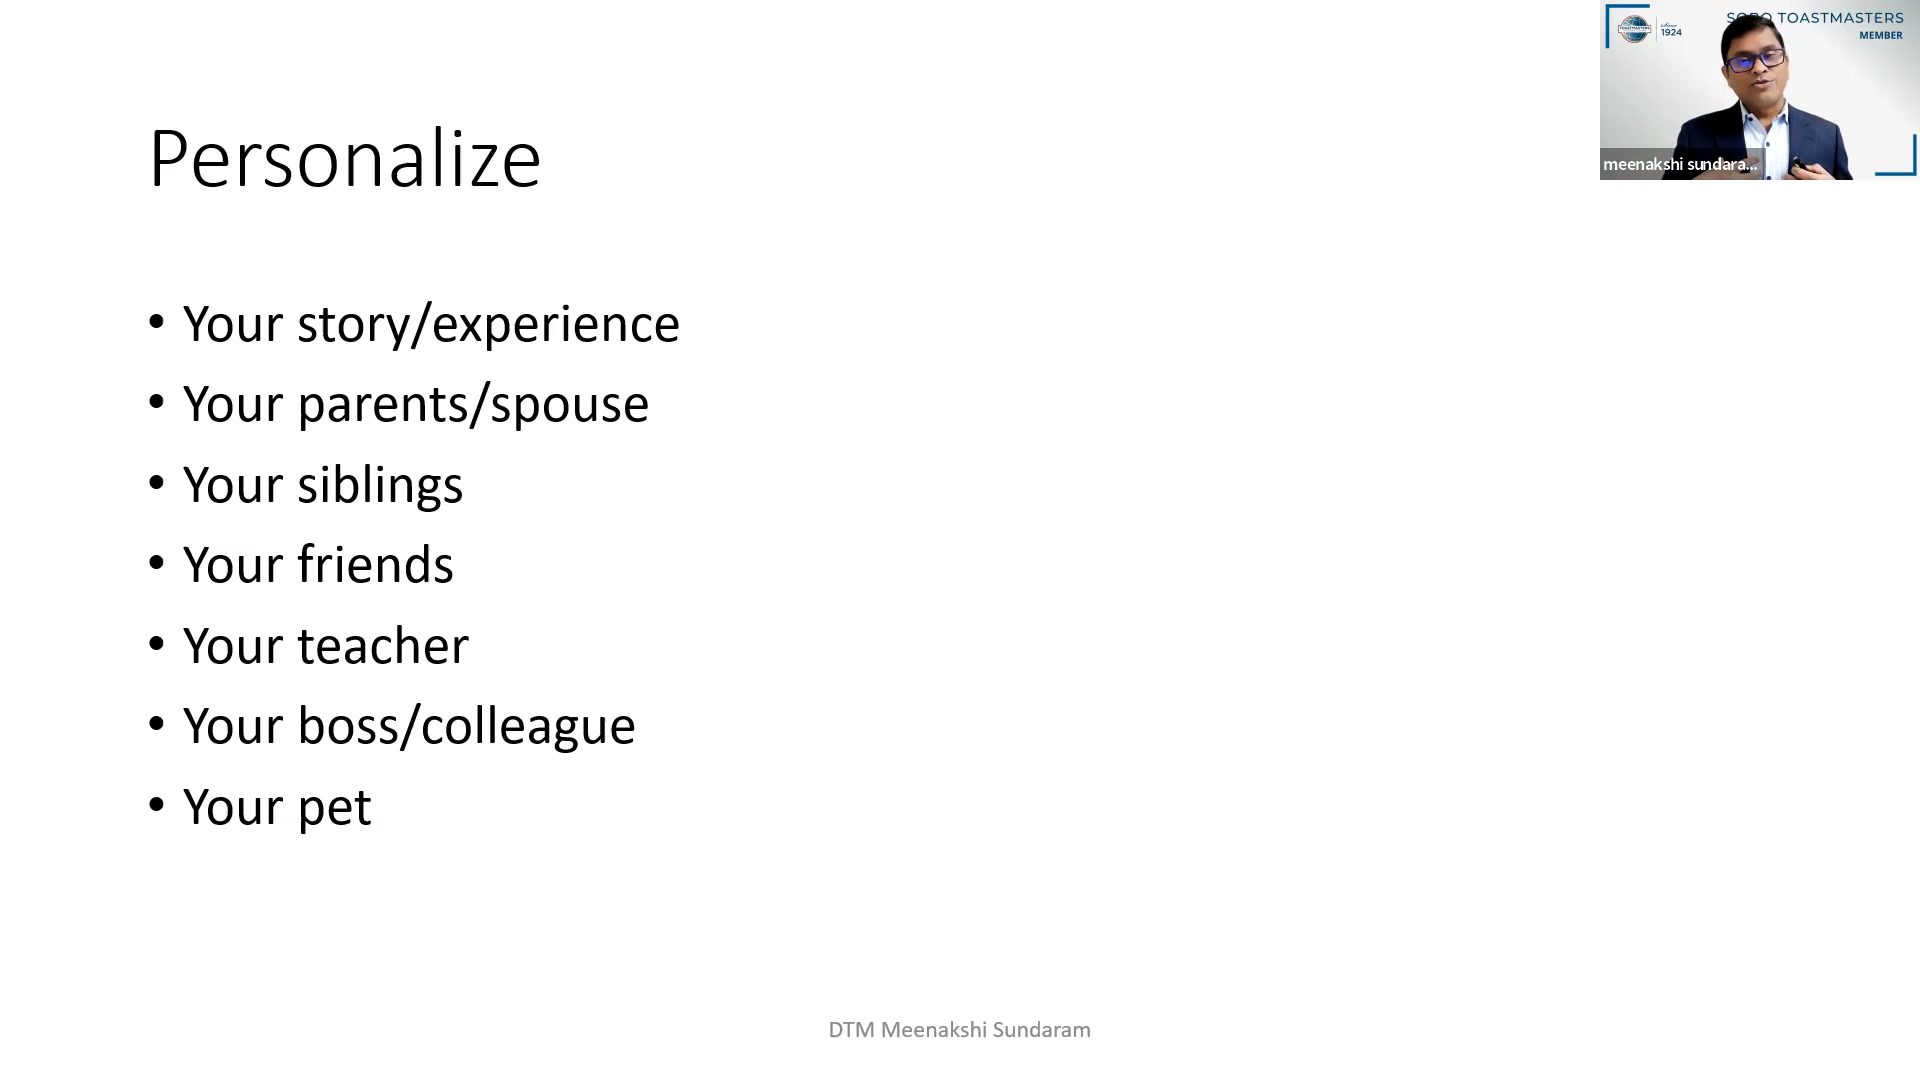 TOASTMASTERS
MEMBER
Since
1924
meenakshi sundara...
Personalize
• Your story/experience
• Your parents/spouse
• Your siblings
• Your friends
• Your teacher
• Your boss/colleague
• Your pet
DTM Meenakshi Sundaram